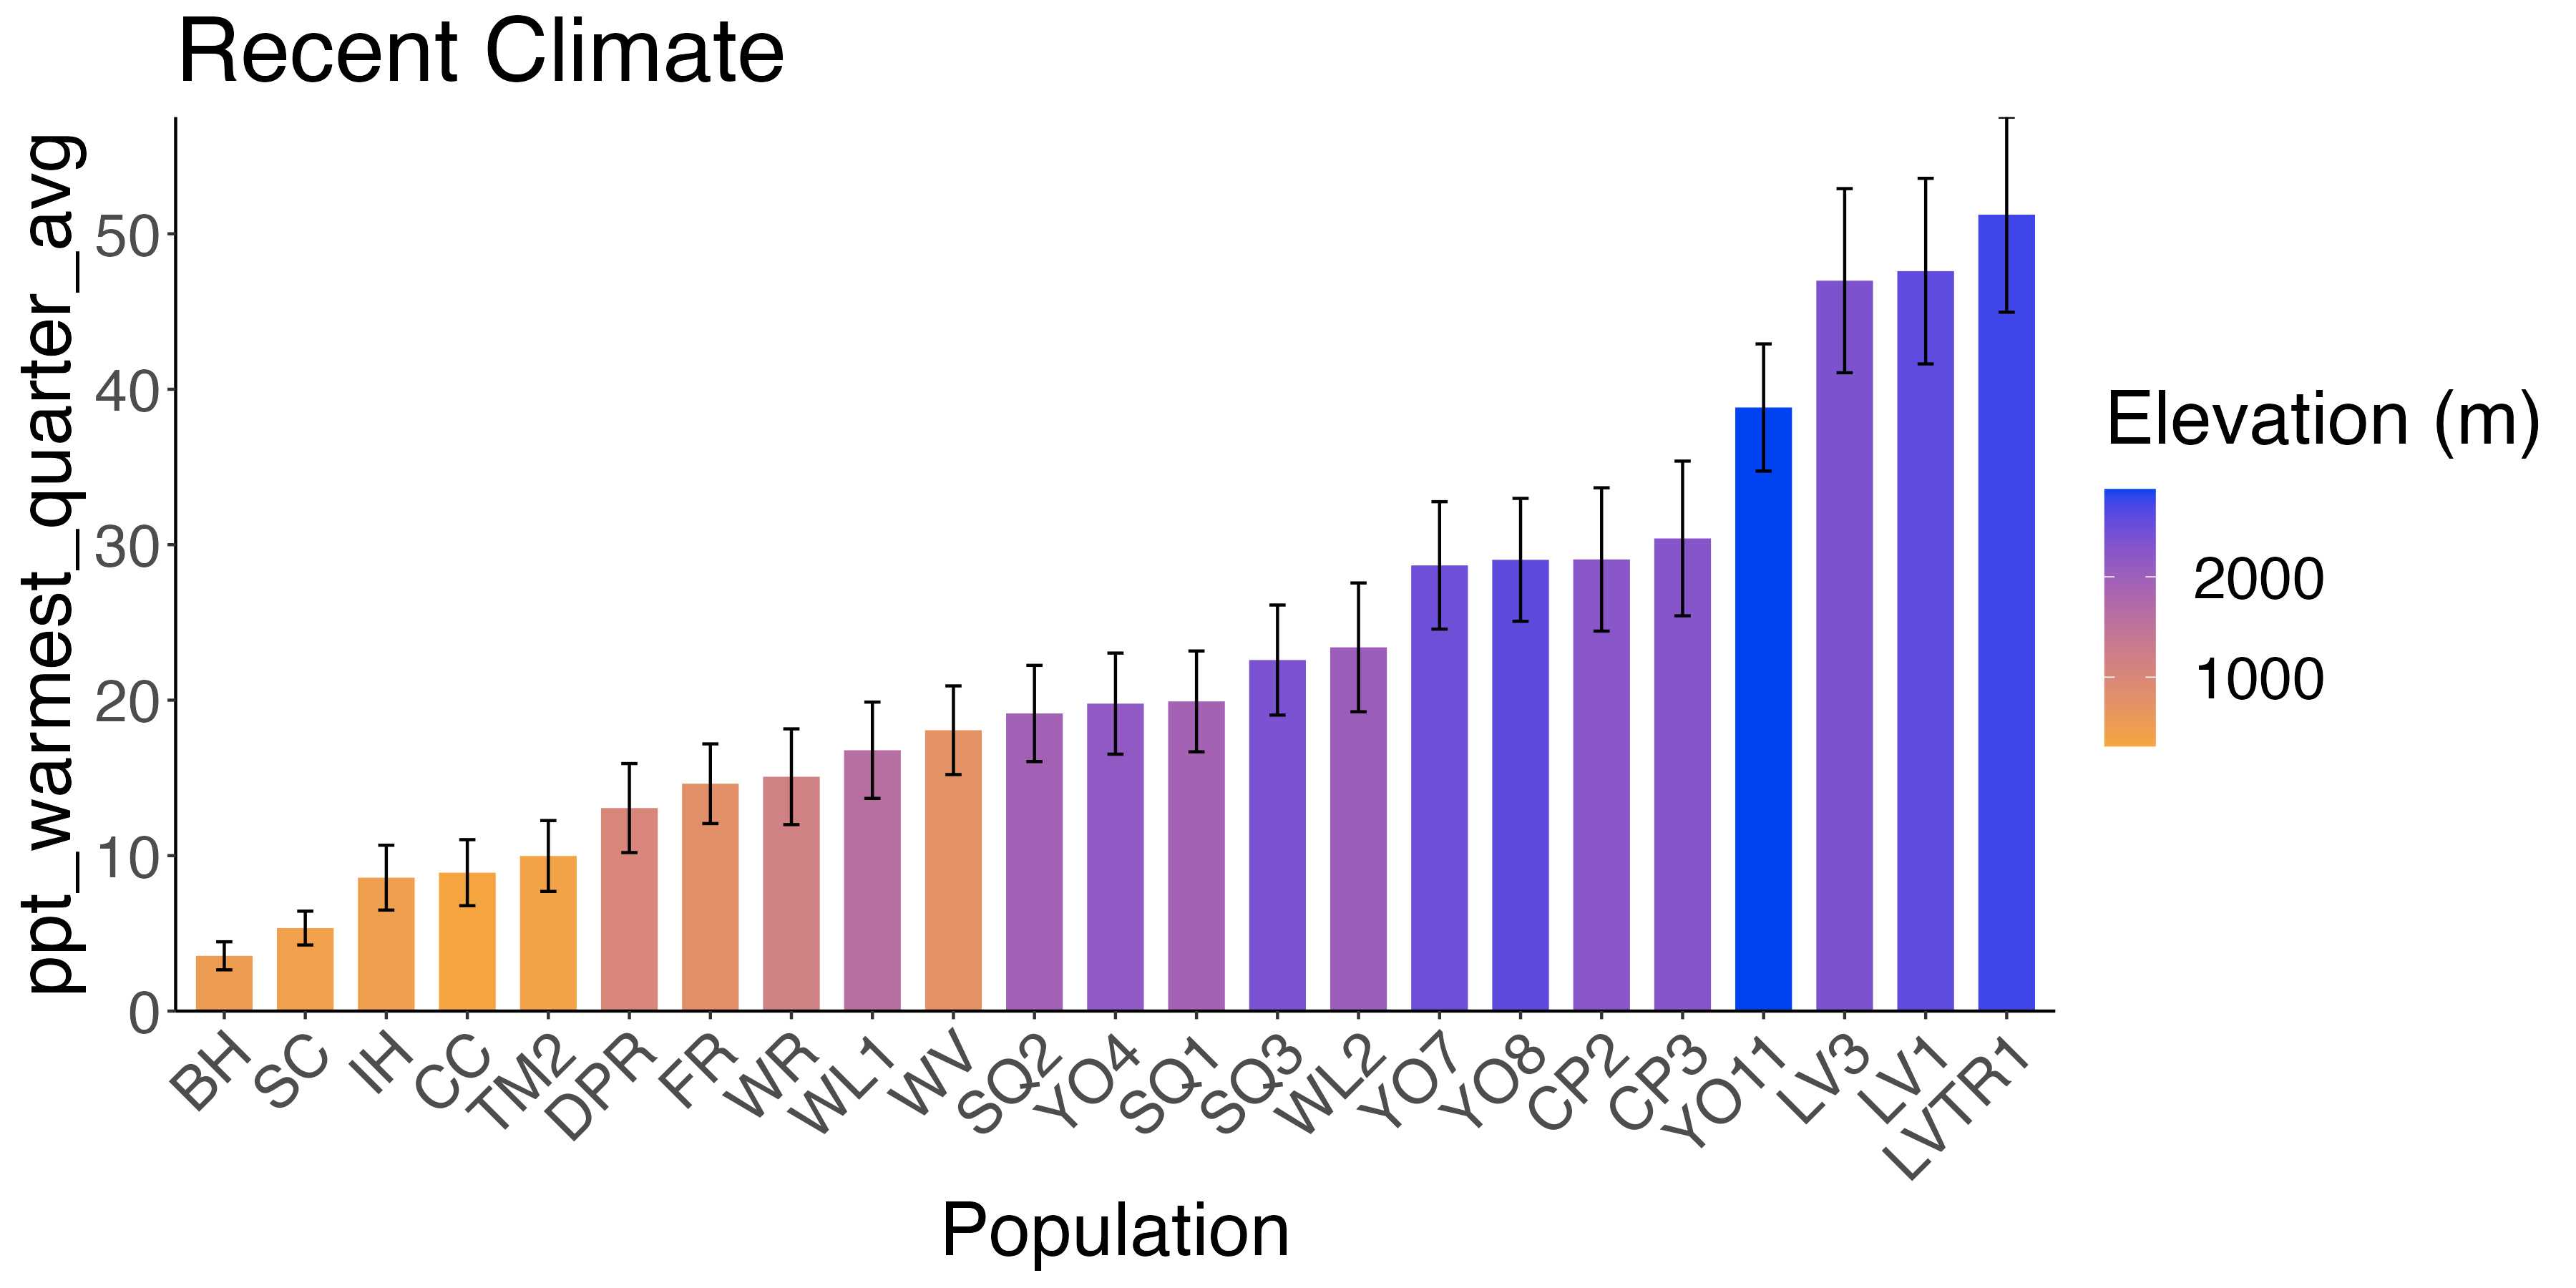 Recent Climate
ppt_warmest_quarter_avg
50
40
30
20
10
0
BH
SC
IH
CC
TM2
DPR
FR
WR
WL1
WV
SQ2
YO4
SQ1
SQ3
WL2
YO7
YO8
CP2
CP3
YO11
LV3
LV1
LVTR1
Population
Elevation (m)
2000
1000